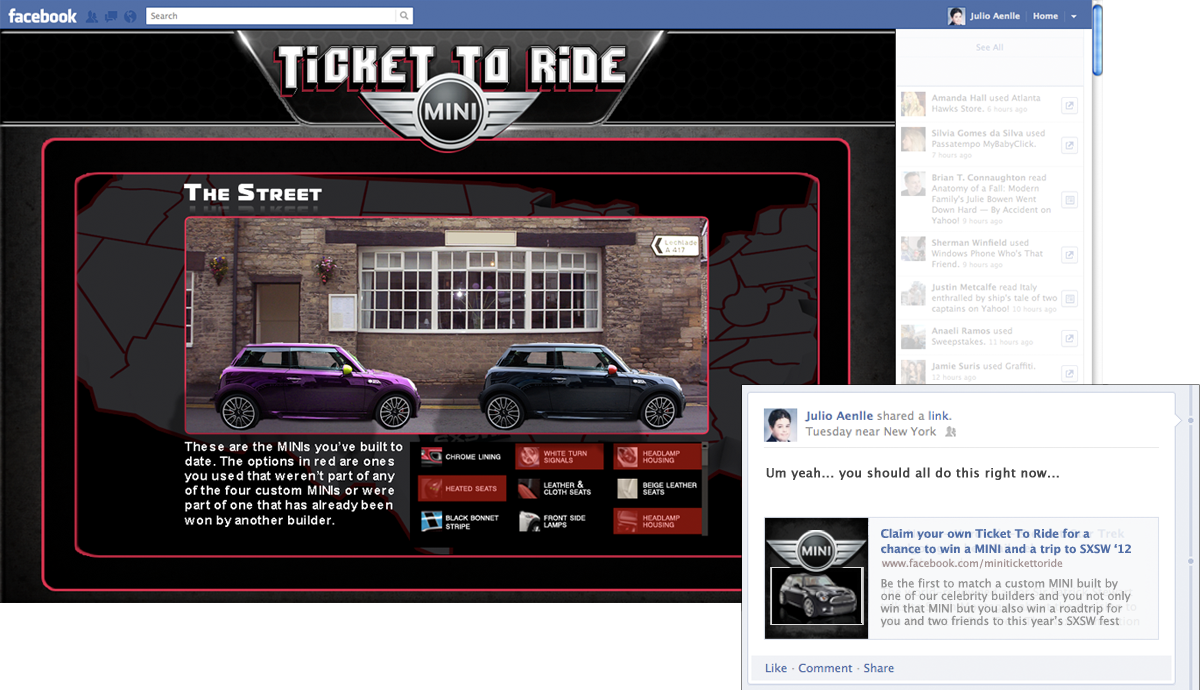 facebook
Search
Julio Aenlle
Home
TiCKET TO RiDE
MINI
THE STREET
Lechlade
A 417
These are the MINIs you've built to
date. The options in red are ones
you used that weren't part of any
of the four custom MINIs or were
part of one that has already been
won by another builder.
CHROME LINING
WHITE TURN
SIGNALS
HEADLAMP
HOUSING
HEATED SEATS
LEATHER &
CLOTH SEATS
BEIGE LEATHER
SEATS
BLACK BONNET
STRIPE
FRONT SIDE
LAMPS
HEADLAMP
HOUSING
See All
Amanda Hall used Atlanta
Hawks Store. 6 hours ago
Silvia Gomes da Silva used
Passatempo MyBabyClick.
7 hours ago
Brian T. Connaughton read
Anatomy of a Fall: Modern
Family's Julie Bowen Went
Down Hard — By Accident on
Yahoo! 9 hours ago
Sherman Winfield used
Windows Phone Who's That
Friend. 9 hours ago
Justin Metcalfe read Italy
enthralled by ship's tale of two
captains on Yahoo! 10 hours ago
Anaeli Ramos used
Sweepstakes. 11 hours ago
Jamie Suris used Graffiti.
12 hours ago
Julio Aenlle shared a link.
Tuesday near New York
Um yeah... you should all do this right now...
MINI
Claim your own Ticket To Ride for a
chance to win a MINI and a trip to SXSW ‘12
www.facebook.com/minitickettoride
Be the first to match a custom MINI built by
one of our celebrity builders and you not only
win that MINI but you also win a roadtrip for
you and two friends to this year's SXSW fest
Like · Comment · Share